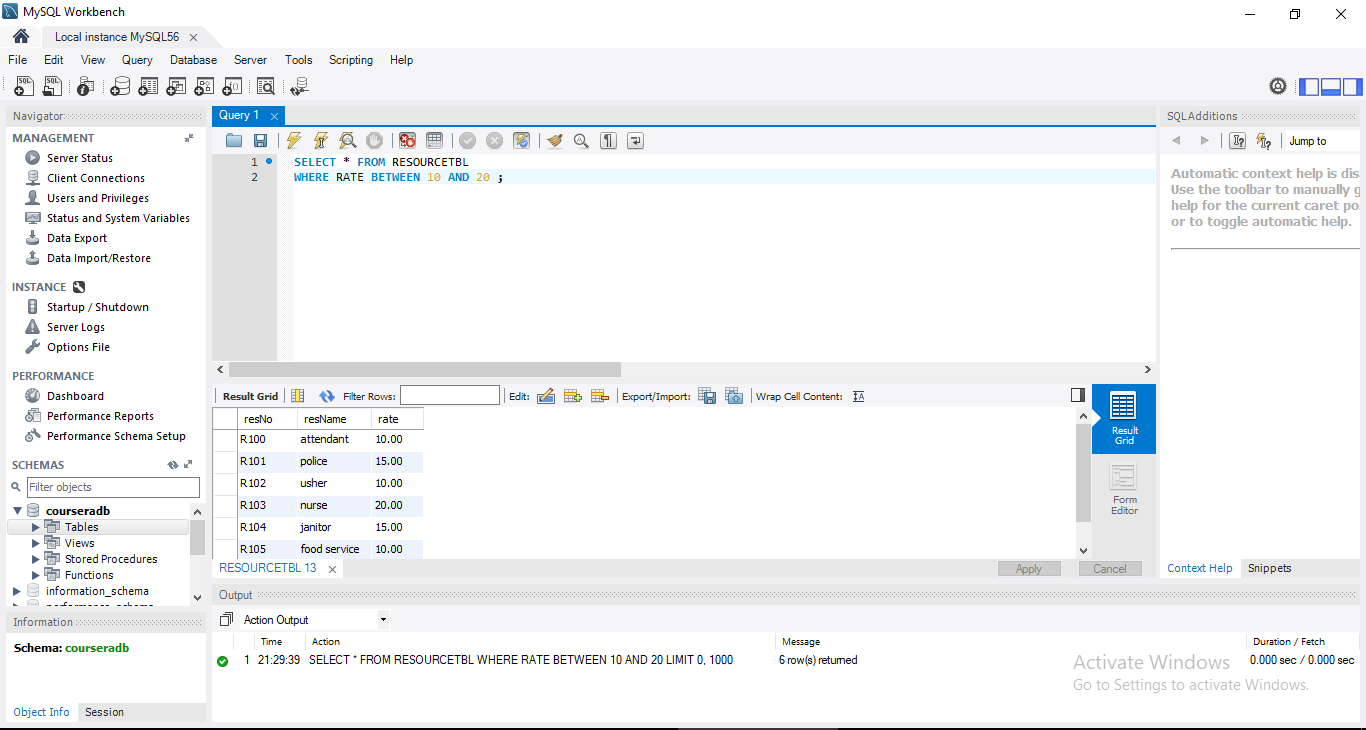 MySQL Workbench
Local instance MySQL56
File Edit View Query Database Server Tools Scripting Help
Navigator
MANAGEMENT
Server Status
Client Connections
Users and Privileges
Status and System Variables
Data Export
Data Import/Restore
INSTANCE
Startup / Shutdown
Server Logs
Options File
PERFORMANCE
Dashboard
Performance Reports
Performance Schema Setup
SCHEMAS
Filter objects
courseradb
Tables
Views
Stored Procedures
Functions
information_schema
Information
Schema: courseradb
Object Info Session
Query 1
1 SELECT * FROM RESOURCETBL
2 WHERE RATE BETWEEN 10 AND 20 ;
Result Grid Filter Rows: Edit: Export/Import: Wrap Cell Content:
resNo resName rate
R100 attendant 10.00
R101 police 15.00
R102 usher 10.00
R103 nurse 20.00
R104 janitor 15.00
R105 food service 10.00
Result
Grid
Form
Editor
RESOURCETBL 13
Apply Cancel
SQLAdditions
Jump to
Automatic context help is dis
Use the toolbar to manually g
help for the current caret po
or to toggle automatic help.
Context Help Snippets
Output
Action Output
Time Action Message Duration / Fetch
1 21:29:39 SELECT * FROM RESOURCETBL WHERE RATE BETWEEN 10 AND 20 LIMIT 0, 1000 6 row(s) returned 0.000 sec / 0.000 sec
Activate Windows
Go to Settings to activate Windows.